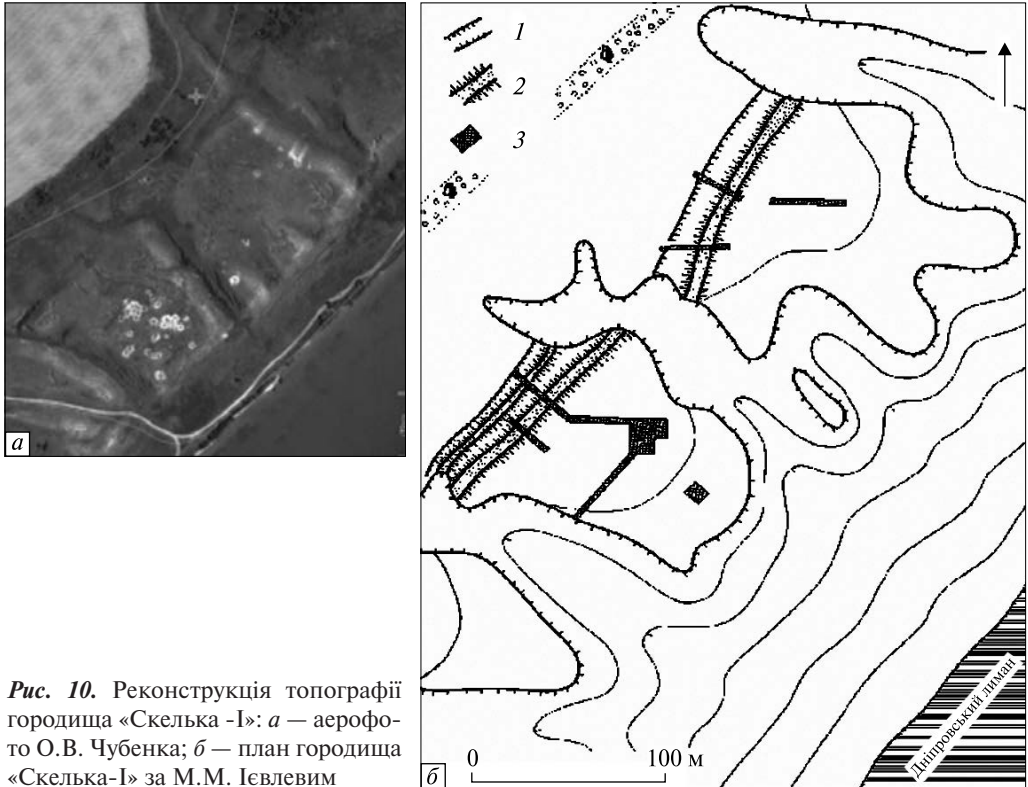 1
2
3
а
0 100 м
б
Дніпровський лиман
Рис. 10. Реконструкція топографії
городища «Скелька -І»: а — аерофо-
то О.В. Чубенка; б — план городища
«Скелька-І» за М.М. Ієвлевим